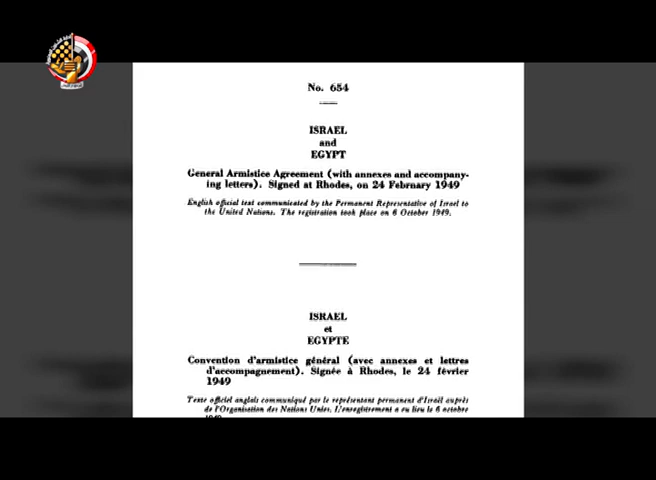 No. 654
ISRAEL
and
EGYPT
General Armistice Agreement (with annexes and accompany-
ing letters). Signed at Rhodes, on 24 February 1949
English official text communicated by the Permanent Representative of Israel to
the United Nations. The registration took place on 6 October 1949.
ISRAEL
et
EGYPTE
Convention d'armistice général (avec annexes et lettres
d'accompagnement). Signée à Rhodes, le 24 février
1949
Texte officiel anglais communiqué par le représentant permanent d'Israël auprès
de l'Organisation des Nations Unies. L'enregistrement a eu lieu le 6 octobre